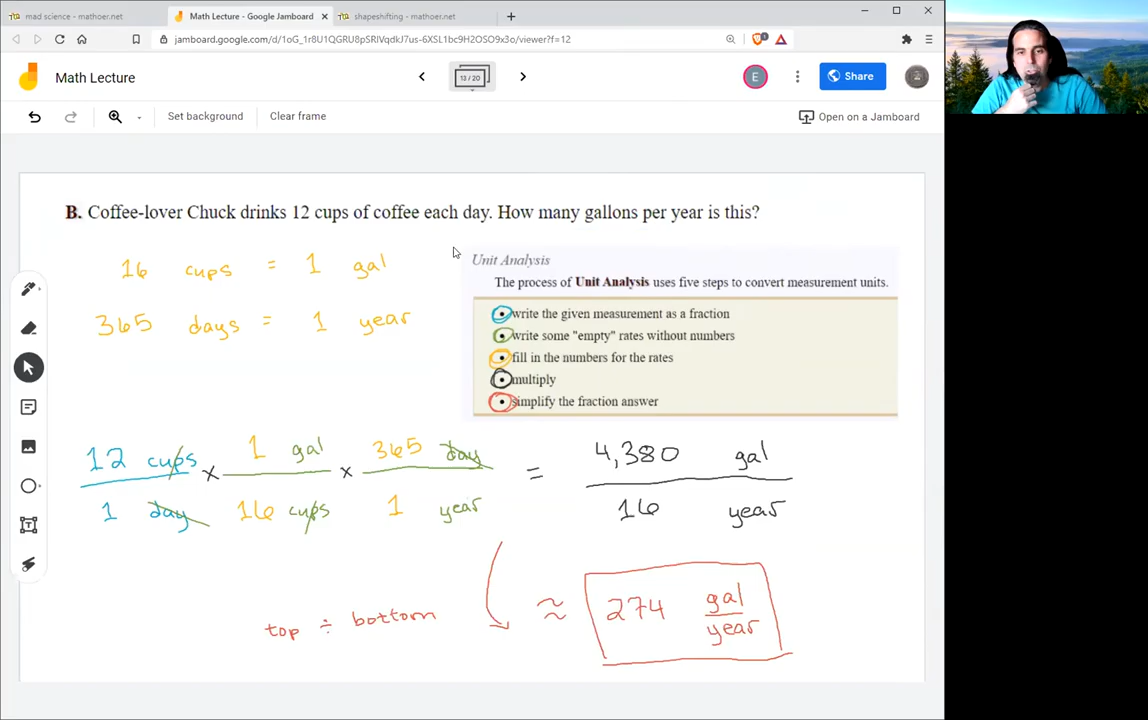 mad science - mathoer.net
Math Lecture - Google Jamboard
shapeshifting - mathoer.net
jamboard.google.com/d/1oG_1r8U1QGRU8pSRlVqdkJ7us-6XSL1bc9H2OSO9x3o/viewer?f=12
1
Math Lecture
13 / 20
E
Share
Set background
Clear frame
Open on a Jamboard
B. Coffee-lover Chuck drinks 12 cups of coffee each day. How many gallons per year is this?
16 cups = 1 gal
365 days = 1 year
Unit Analysis
The process of Unit Analysis uses five steps to convert measurement units.
• write the given measurement as a fraction
• write some "empty" rates without numbers
• fill in the numbers for the rates
• multiply
• simplify the fraction answer
12 cups × 1 gal × 365 day = 4,380 gal
1 day 16 cups 1 year 16 year
≈ 274 gal
year
top ÷ bottom